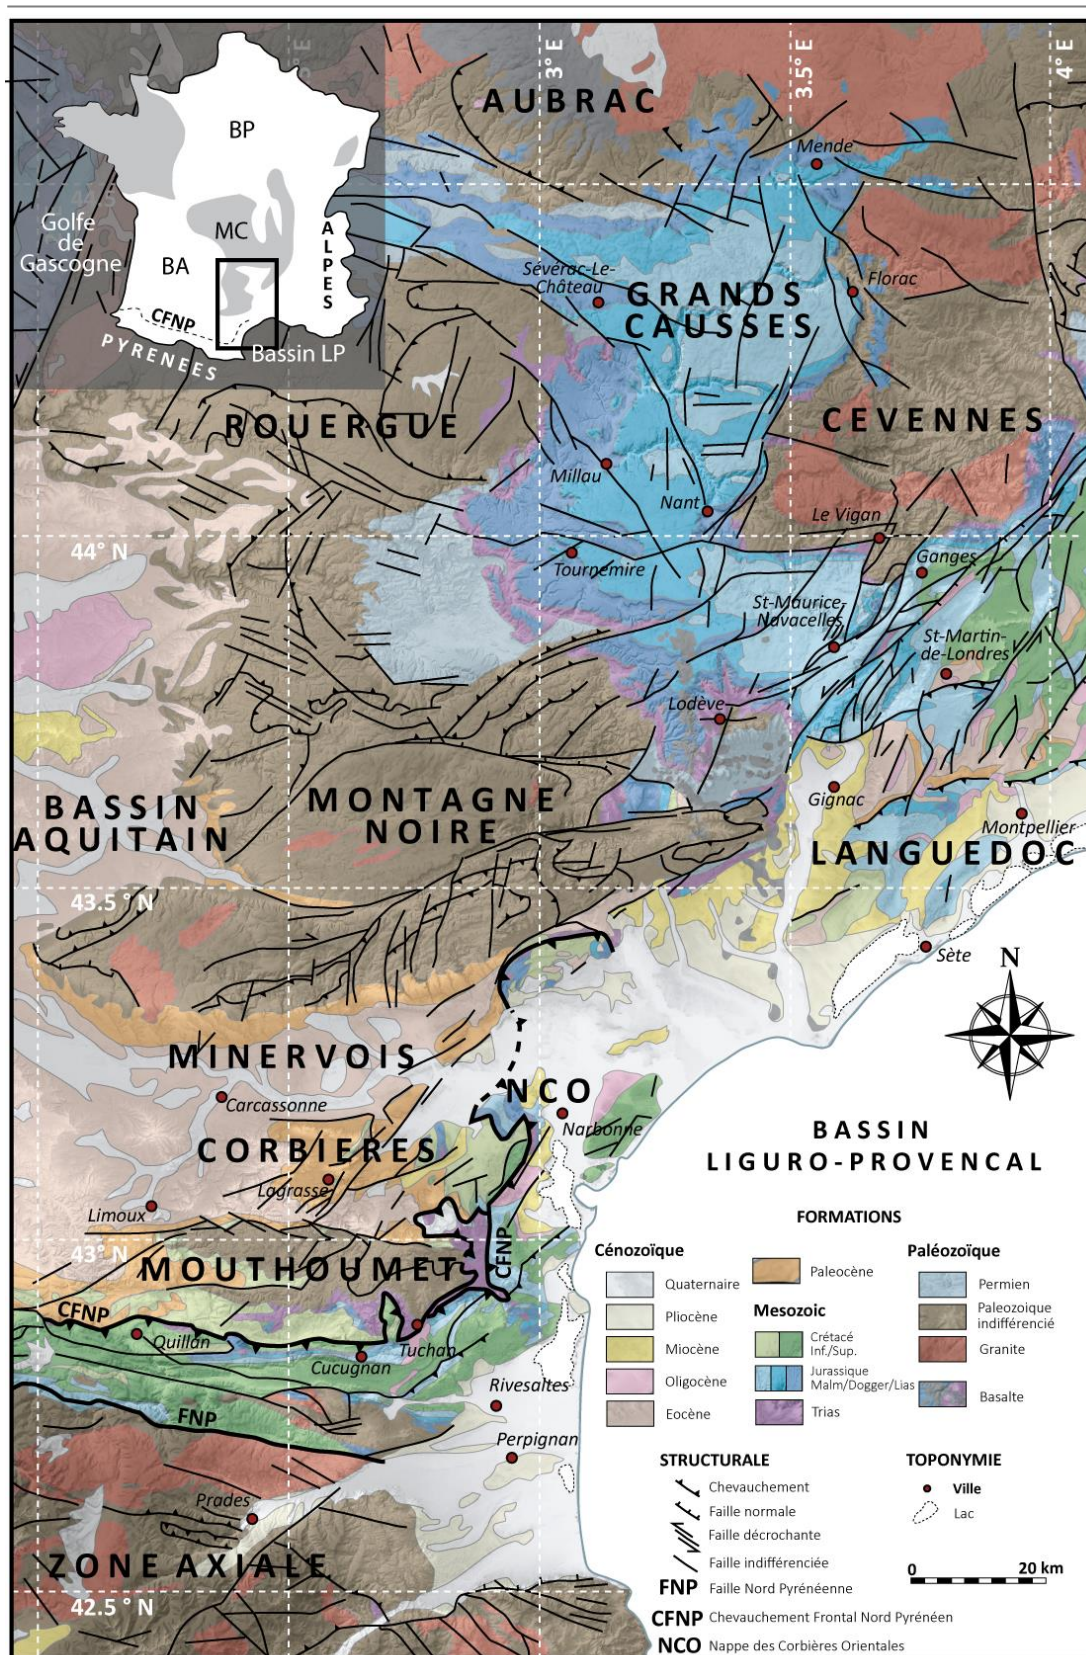 3° E
3.5° E
4° E
AUBRAC
BP
Mende
Golfe
de
Gascogne
MC
BA
ALPES
CFNP
PYRENEES
Bassin LP
Sévérac-Le-
Château
Florac
GRANDS
CAUSSES
ROUERGUE
CEVENNES
Millau
Nant
Le Vigan
44° N
Tournemire
Ganges
St-Maurice-
Navacelles
St-Martin-
de-Londres
Lodève
BASSIN
AQUITAIN
MONTAGNE
NOIRE
Gignac
Montpellier
LANGUEDOC
43.5 ° N
Sète
N
MINERVOIS
NCO
Carcassonne
Narbonne
CORBIERES
BASSIN
LIGURO-PROVENCAL
Lagrasse
Limoux
43° N
MOUTHOUMET
CFNP
CFNP
Quillan
Tuchan
Cucugnan
Rivesaltes
FNP
Perpignan
Prades
ZONE AXIALE
42.5 ° N
FORMATIONS
Cénozoïque
Quaternaire
Pliocène
Miocène
Oligocène
Eocène
Paleocène
Mesozoic
Crétacé
Inf./Sup.
Jurassique
Malm/Dogger/Lias
Trias
Paléozoïque
Permien
Paleozoique
indifférencié
Granite
Basalte
STRUCTURALE
Chevauchement
Faille normale
Faille décrochante
Faille indifférenciée
FNP Faille Nord Pyrénéenne
CFNP Chevauchement Frontal Nord Pyrénéen
NCO Nappe des Corbières Orientales
TOPONYMIE
Ville
Lac
0 20 km